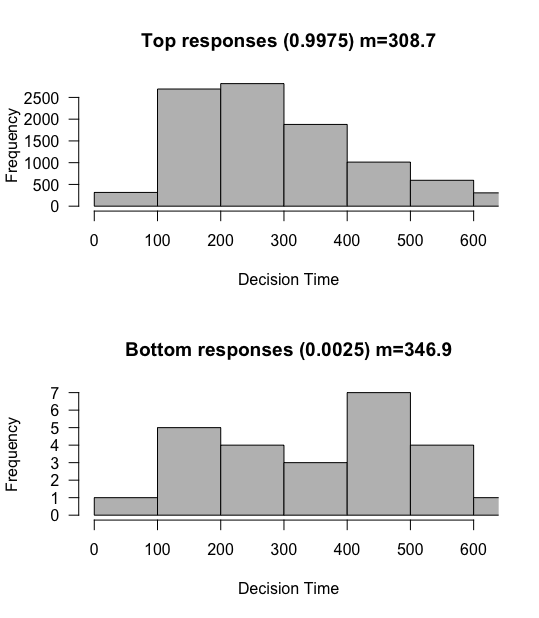 Top responses (0.9975) m=308.7
Frequency
2500
2000
1500
1000
500
0
0 100 200 300 400 500 600
Decision Time
Bottom responses (0.0025) m=346.9
Frequency
7
6
5
4
3
2
1
0
0 100 200 300 400 500 600
Decision Time